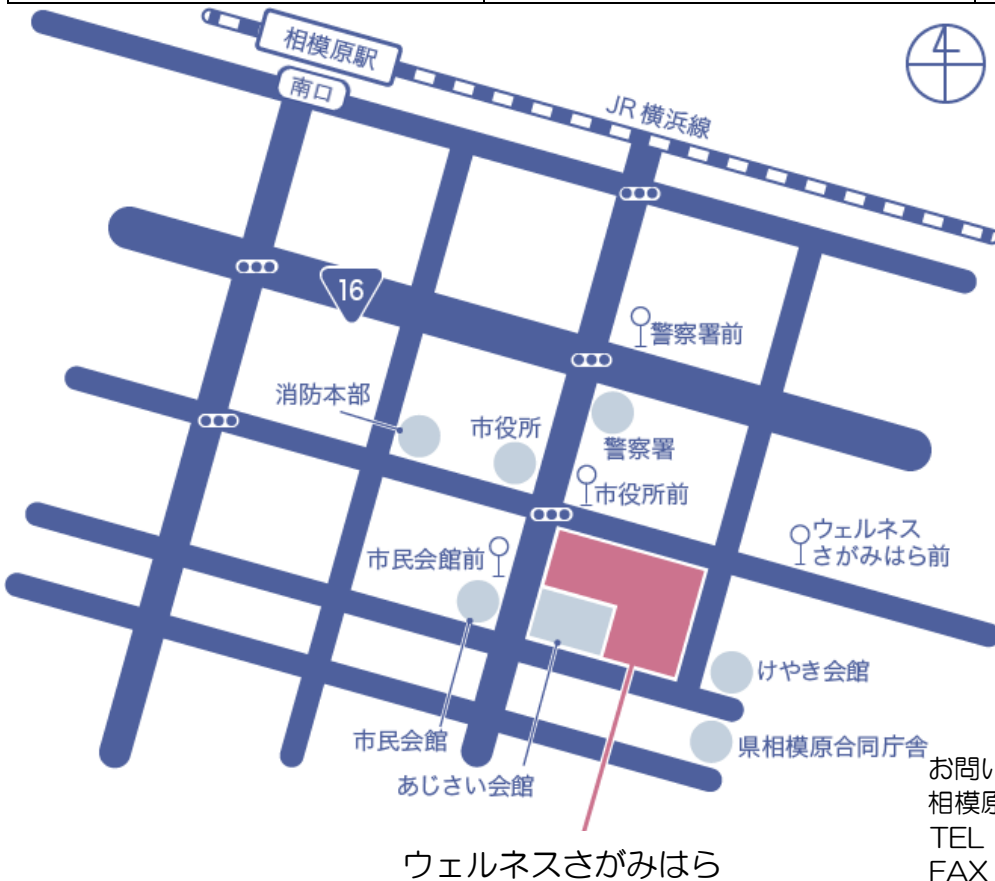 相模原駅
南口
JR 横浜線
16
警察署前
消防本部
市役所
警察署
市役所前
ウェルネス
さがみはら前
市民会館前
けやき会館
市民会館
県相模原合同庁舎
あじさい会館
お問い
相模原
TEL
FAX
ウェルネスさがみはら